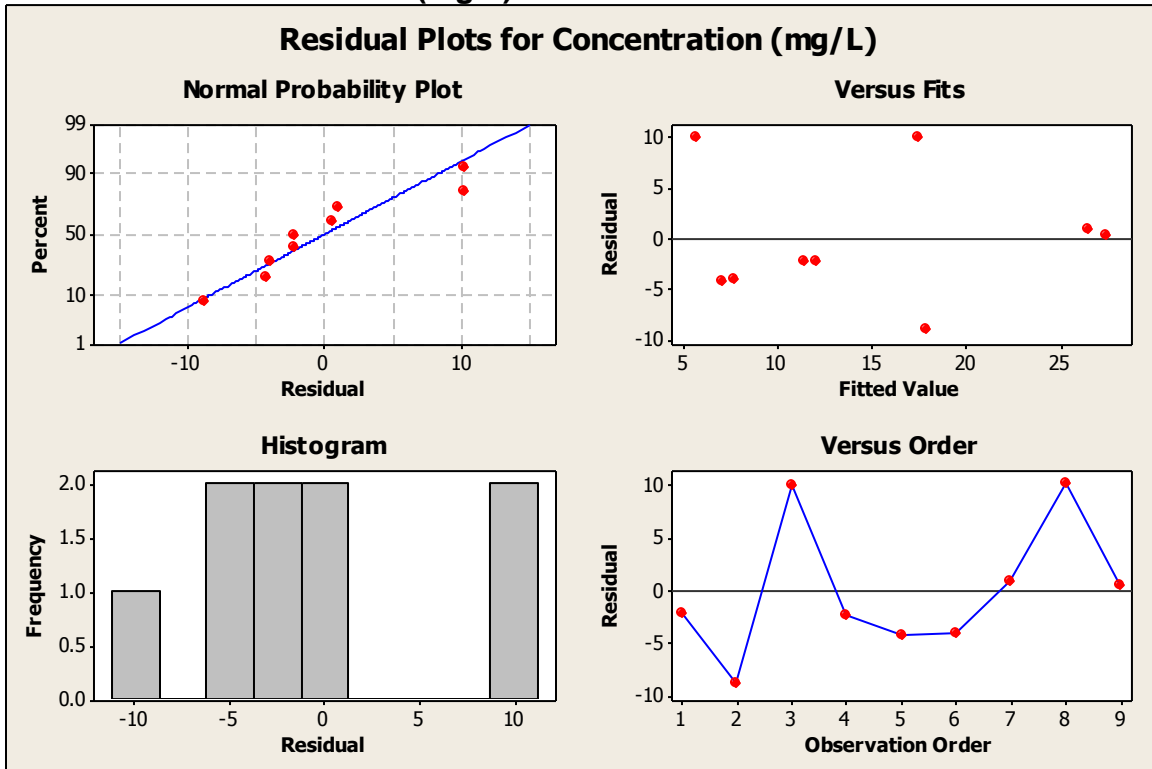 Residual Plots for Concentration (mg/L)
Normal Probability Plot
99
90
50
10
1
Percent
-10 0 10
Residual
Versus Fits
10
5
0
-5
-10
Residual
5 10 15 20 25
Fitted Value
Histogram
2.0
1.5
1.0
0.5
0.0
Frequency
-10 -5 0 5 10
Residual
Versus Order
10
5
0
-5
-10
Residual
1 2 3 4 5 6 7 8 9
Observation Order